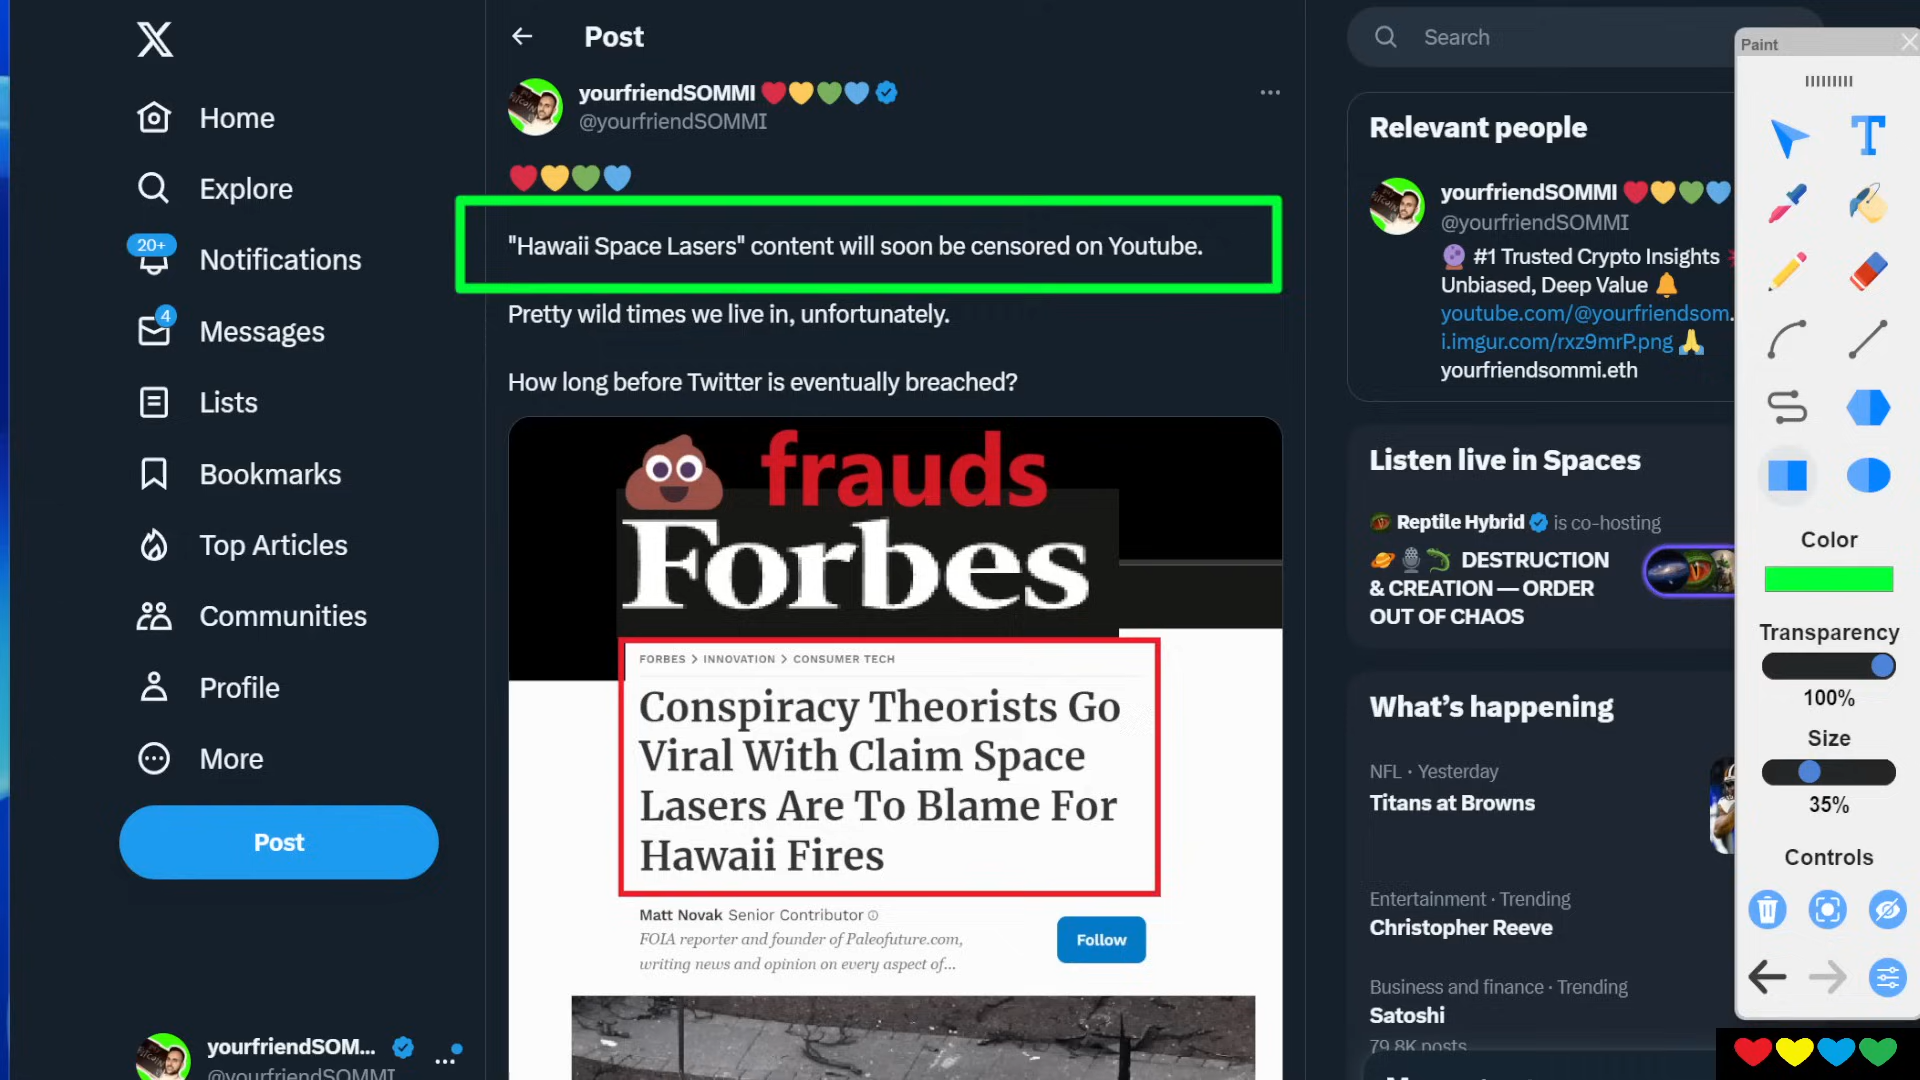 Post
Search
Paint
yourfriendSOMMI
@yourfriendSOMMI
Home
Explore
20+
Notifications
4
Messages
Lists
Bookmarks
Top Articles
Communities
Profile
More
Post
yourfriendSOM...
@yourfriendSOMMI
"Hawaii Space Lasers" content will soon be censored on Youtube.
Pretty wild times we live in, unfortunately.
How long before Twitter is eventually breached?
frauds
Forbes
FORBES > INNOVATION > CONSUMER TECH
Conspiracy Theorists Go
Viral With Claim Space
Lasers Are To Blame For
Hawaii Fires
Matt Novak Senior Contributor
FOIA reporter and founder of Paleofuture.com,
writing news and opinion on every aspect of...
Follow
Relevant people
yourfriendSOMMI
@yourfriendSOMMI
#1 Trusted Crypto Insights
Unbiased, Deep Value
youtube.com/@yourfriendsom
i.imgur.com/rxz9mrP.png
yourfriendsommi.eth
Listen live in Spaces
Reptile Hybrid is co-hosting
DESTRUCTION
& CREATION — ORDER
OUT OF CHAOS
What's happening
NFL · Yesterday
Titans at Browns
Entertainment · Trending
Christopher Reeve
Business and finance · Trending
Satoshi
79.8K posts
T
Color
Transparency
100%
Size
35%
Controls